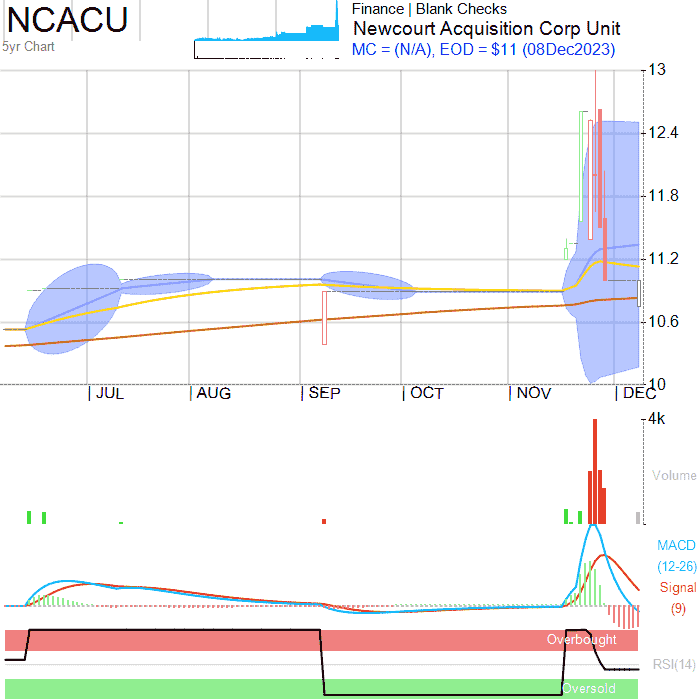 NCACU
Finance | Blank Checks
Newcourt Acquisition Corp Unit
5yr Chart
MC = (N/A), EOD = $11 (08Dec2023)
13
12.4
11.8
11.2
10.6
10
JUL
AUG
SEP
OCT
NOV
DEC
4k
Volume
MACD
(12-26)
Signal
(9)
Overbought
RSI(14)
Oversold